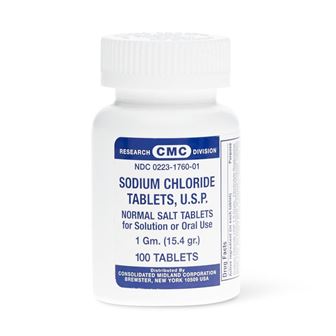 RESEARCH CMC DIVISION
NDC 0223-1760-01
SODIUM CHLORIDE
TABLETS, U.S.P.
NORMAL SALT TABLETS
for Solution or Oral Use
1 Gm. (15.4 gr.)
100 TABLETS
Distributed By
CONSOLIDATED MIDLAND CORPORATION
BREWSTER, NEW YORK 10509 USA
Drug Facts
Purpose